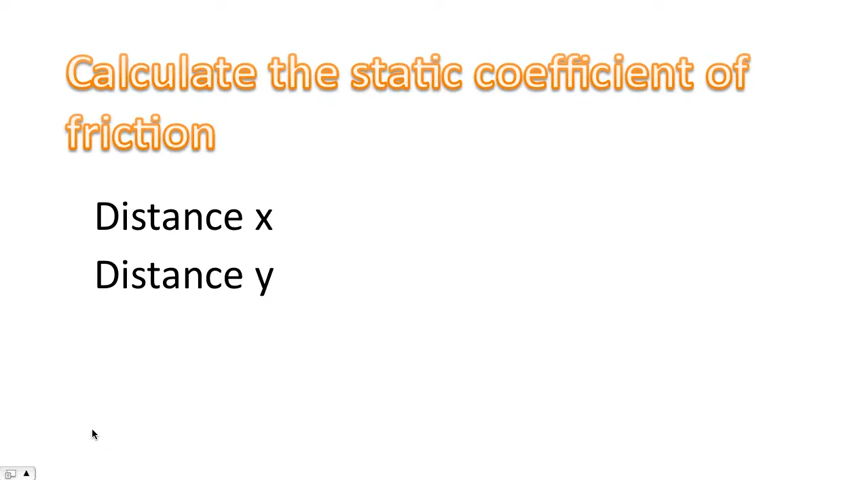 Calculate the static coefficient of
friction
Distance x
Distance y